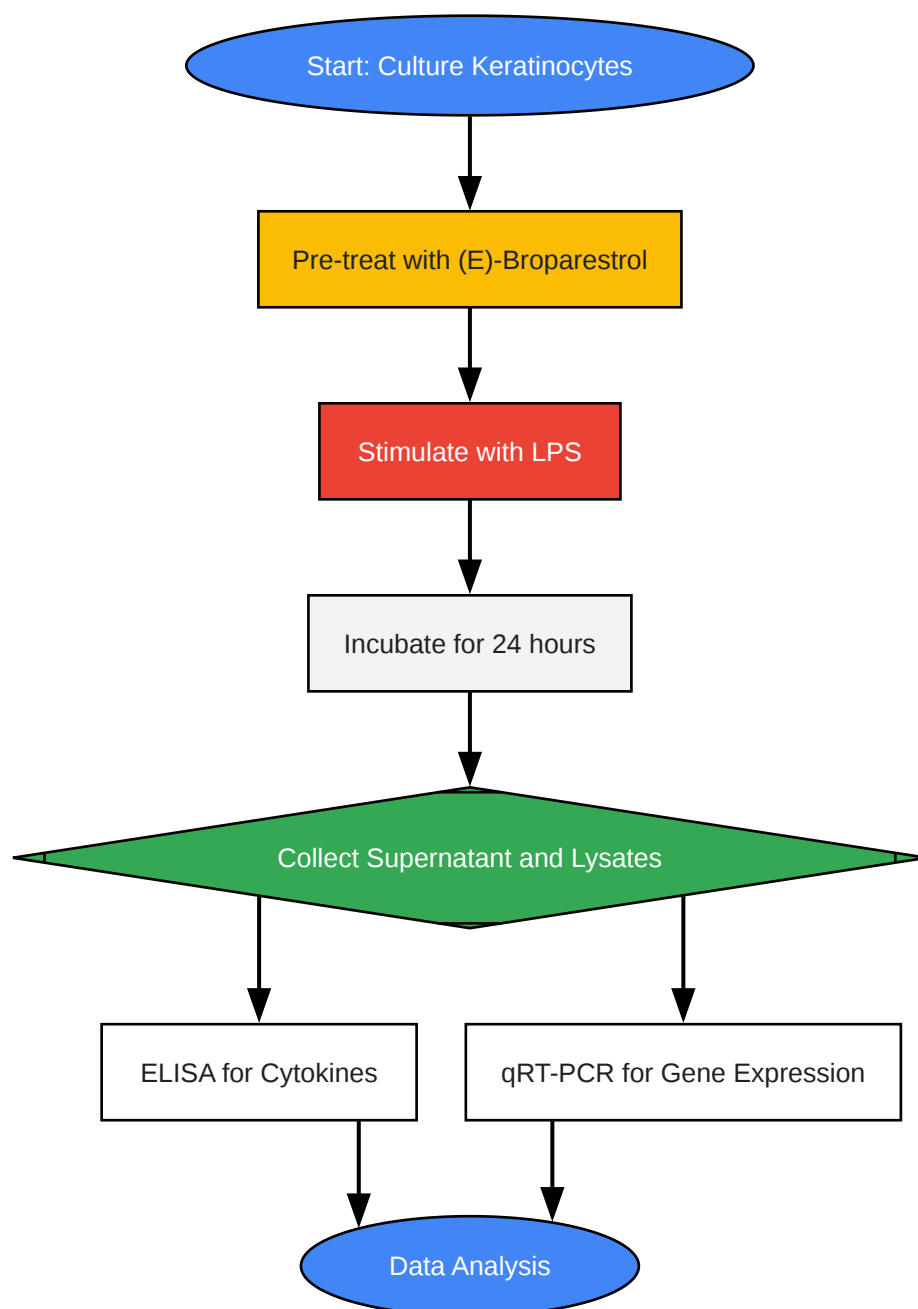 Start: Culture Keratinocytes
Pre-treat with (E)-Broparestrol
Stimulate with LPS
Incubate for 24 hours
Collect Supernatant and Lysates
ELISA for Cytokines
qRT-PCR for Gene Expression
Data Analysis